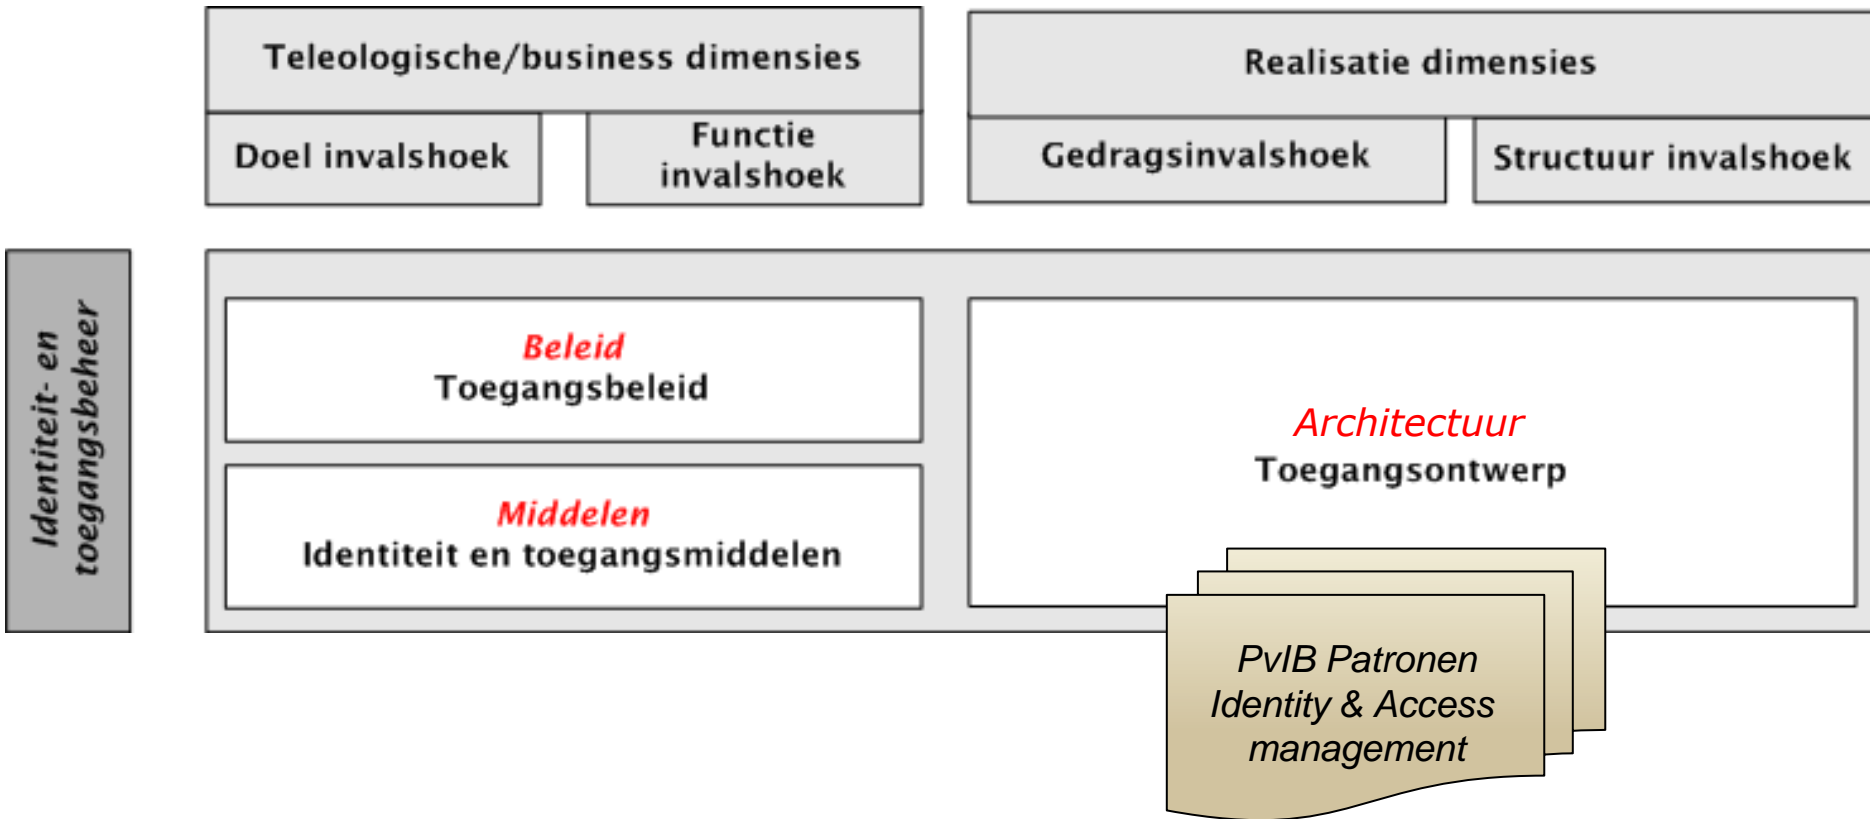 Teleologische/business dimensies
Realisatie dimensies
Doel invalshoek
Functie
invalshoek
Gedragsinvalshoek
Structuur invalshoek
Identiteit- en
toegangsbeheer
Beleid
Toegangsbeleid
Middelen
Identiteit en toegangsmiddelen
Architectuur
Toegangsontwerp
PvIB Patronen
Identity & Access
management